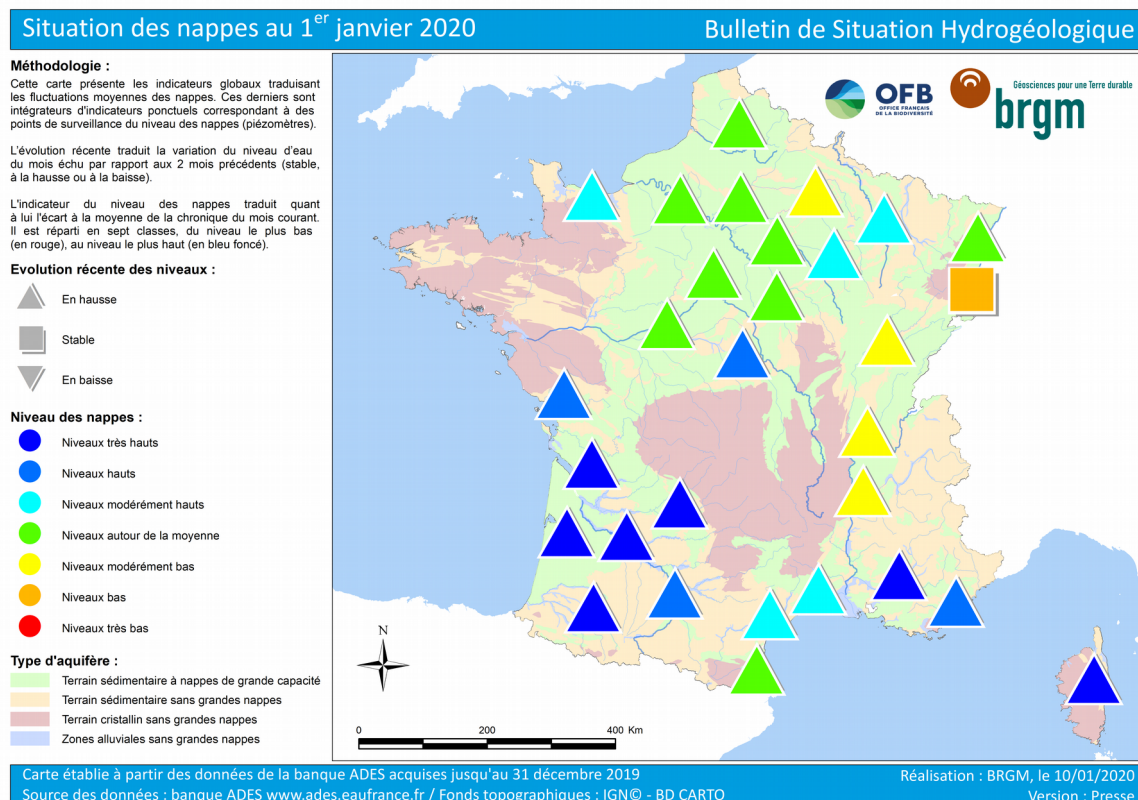 Situation des nappes au 1er janvier 2020
Bulletin de Situation Hydrogéologique
Méthodologie :
Cette carte présente les indicateurs globaux traduisant
les fluctuations moyennes des nappes. Ces derniers sont
intégrateurs d'indicateurs ponctuels correspondant à des
points de surveillance du niveau des nappes (piézomètres).
L'évolution récente traduit la variation du niveau d'eau
du mois échu par rapport aux 2 mois précédents (stable,
à la hausse ou à la baisse).
L'indicateur du niveau des nappes traduit quant
à lui l'écart à la moyenne de la chronique du mois courant.
Il est réparti en sept classes, du niveau le plus bas
(en rouge), au niveau le plus haut (en bleu foncé).
Evolution récente des niveaux :
En hausse
Stable
En baisse
Niveau des nappes :
Niveaux très hauts
Niveaux hauts
Niveaux modérément hauts
Niveaux autour de la moyenne
Niveaux modérément bas
Niveaux bas
Niveaux très bas
Type d'aquifère :
Terrain sédimentaire à nappes de grande capacité
Terrain sédimentaire sans grandes nappes
Terrain cristallin sans grandes nappes
Zones alluviales sans grandes nappes
OFB
OFFICE FRANÇAIS
DE LA BIODIVERSITÉ
Géosciences pour une Terre durable
brgm
N
0 200 400 Km
Carte établie à partir des données de la banque ADES acquises jusqu'au 31 décembre 2019
Source des données : banque ADES www.ades.eaufrance.fr / Fonds topographiques : IGN© - BD CARTO
Réalisation : BRGM, le 10/01/2020
Version : Presse